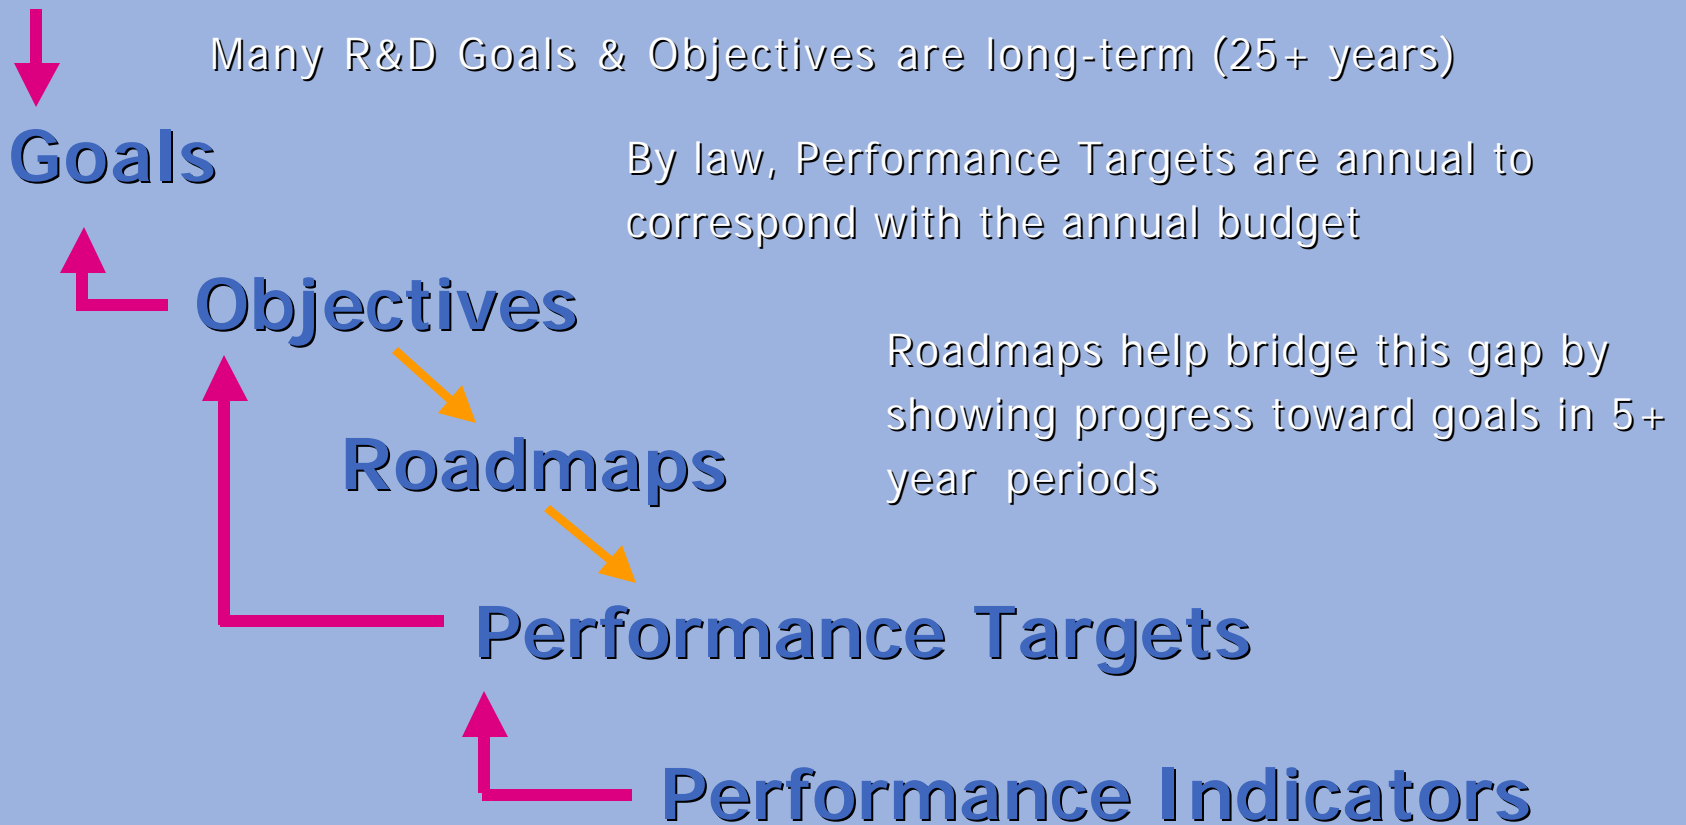 Many R&D Goals & Objectives are long-term (25+ years)
Goals
By law, Performance Targets are annual to
correspond with the annual budget
Objectives
Roadmaps help bridge this gap by
showing progress toward goals in 5+
year periods
Roadmaps
Performance Targets
Performance Indicators